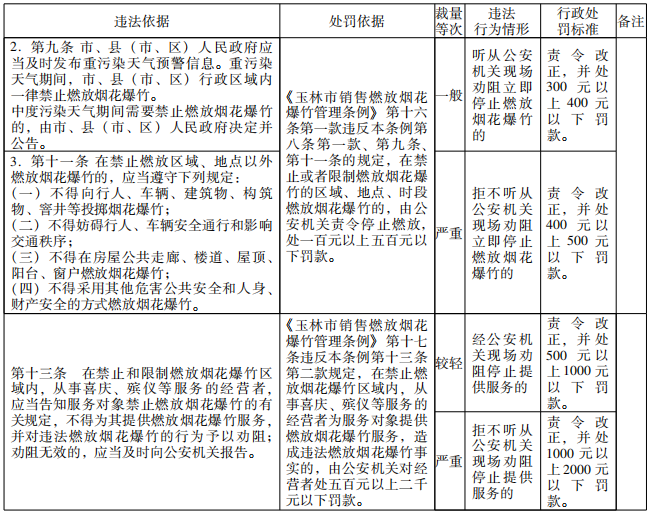 违法依据
处罚依据
裁量
等次
违法
行为情形
行政处
罚标准
备注
2. 第九条 市、县（市、区）人民政府应
当及时发布重污染天气预警信息。重污染
天气期间，市、县（市、区）行政区域内
一律禁止燃放烟花爆竹。
中度污染天气期间需要禁止燃放烟花爆竹
的，由市、县（市、区）人民政府决定并
公告。
3. 第十一条 在禁止燃放区域、地点以外
燃放烟花爆竹的，应当遵守下列规定：
(一) 不得向行人、车辆、建筑物、构筑
物、窨井等投掷烟花爆竹；
(二) 不得妨碍行人、车辆安全通行和影响
交通秩序；
(三) 不得在房屋公共走廊、楼道、屋顶、
阳台、窗户燃放烟花爆竹；
(四) 不得采用其他危害公共安全和人身、
财产安全的方式燃放烟花爆竹。
《玉林市销售燃放烟花
爆竹管理条例》第十六
条第一款违反本条例第
八条第一款、第九条、
第十一条的规定，在禁
止或者限制燃放烟花爆
竹的区域、地点、时段
燃放烟花爆竹的，由公
安机关责令停止燃放，
处一百元以上五百元以
下罚款。
一般
听从公安
机关现场
劝阻立即
停止燃放
烟花爆竹
的
责令改
正，并处
300元以
上400元
以下罚
款。
严重
拒不听从
公安机关
现场劝阻
立即停止
燃放烟花
爆竹的
责令改
正，并处
400元以
上500元
以下罚
款。
第十三条 在禁止和限制燃放烟花爆竹区
域内，从事喜庆、殡仪等服务的经营者，
应当告知服务对象禁止燃放烟花爆竹的有
关规定，不得为其提供燃放烟花爆竹服务，
并对违法燃放烟花爆竹的行为予以劝阻；
劝阻无效的，应当及时向公安机关报告。
《玉林市销售燃放烟花
爆竹管理条例》第十七
条违反本条例第十三条
第二款规定，在禁止燃
放烟花爆竹区域内，从
事喜庆、殡仪等服务的
经营者为服务对象提供
燃放烟花爆竹服务，造
成违法燃放烟花爆竹事
实的，由公安机关对经
营者处五百元以上二千
元以下罚款。
较轻
经公安机
关现场劝
阻停止提
供服务的
责令改
正，并处
500元以
上1000元
以下罚
款。
严重
拒不听从
公安机关
现场劝阻
停止提供
服务的
责令改
正，并处
1000元以
上2000元
以下罚
款。